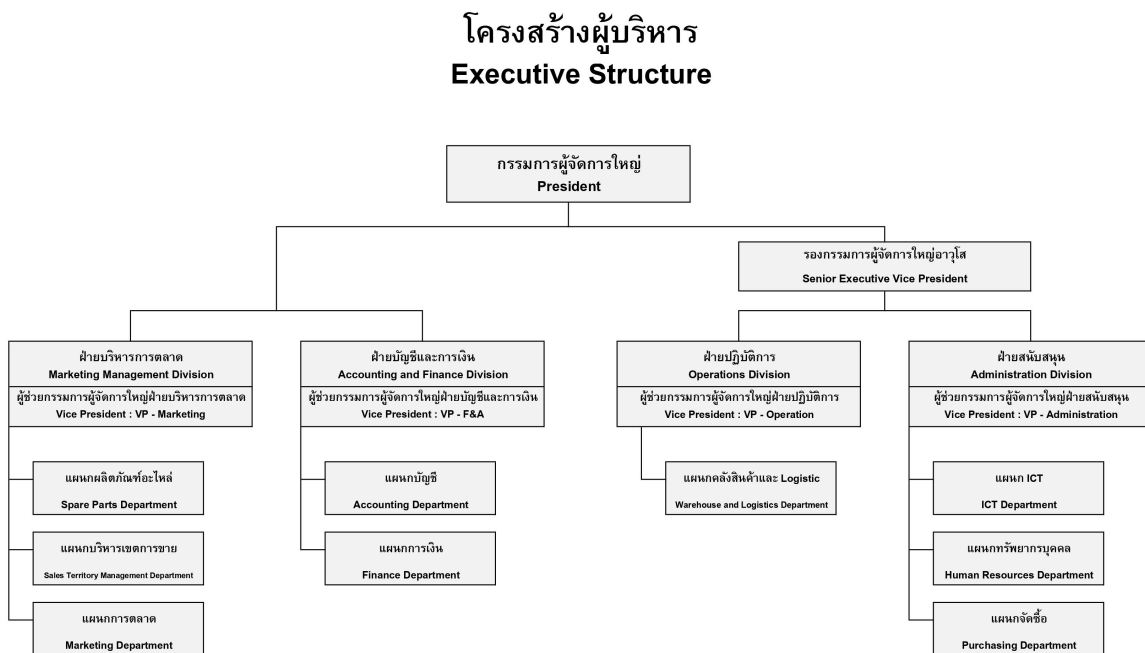 โครงสร้างผู้บริหาร
Executive Structure
กรรมการผู้จัดการใหญ่
President
รองกรรมการผู้จัดการใหญ่อาวุโส
Senior Executive Vice President
ฝ่ายบริหารการตลาด
Marketing Management Division
ผู้ช่วยกรรมการผู้จัดการใหญ่ฝ่ายบริหารการตลาด
Vice President : VP - Marketing
แผนกผลิตภัณฑ์อะไหล่
Spare Parts Department
แผนกบริหารเขตการขาย
Sales Territory Management Department
แผนกการตลาด
Marketing Department
ฝ่ายบัญชีและการเงิน
Accounting and Finance Division
ผู้ช่วยกรรมการผู้จัดการใหญ่ฝ่ายบัญชีและการเงิน
Vice President : VP - F&A
แผนกบัญชี
Accounting Department
แผนกการเงิน
Finance Department
ฝ่ายปฏิบัติการ
Operations Division
ผู้ช่วยกรรมการผู้จัดการใหญ่ฝ่ายปฏิบัติการ
Vice President : VP - Operation
แผนกคลังสินค้าและ Logistic
Warehouse and Logistics Department
ฝ่ายสนับสนุน
Administration Division
ผู้ช่วยกรรมการผู้จัดการใหญ่ฝ่ายสนับสนุน
Vice President : VP - Administration
แผนก ICT
ICT Department
แผนกทรัพยากรบุคคล
Human Resources Department
แผนกจัดซื้อ
Purchasing Department